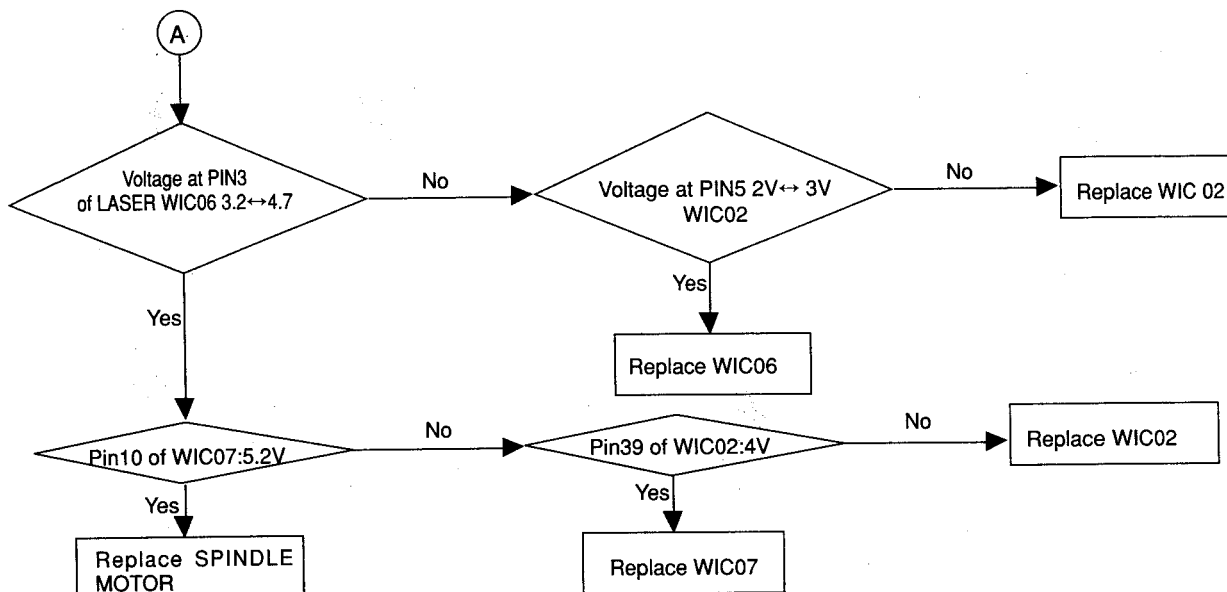 A
Voltage at PIN3
of LASER WIC06 3.2↔4.7
No
Voltage at PIN5 2V↔ 3V
WIC02
No
Replace WIC 02
Yes
Yes
Replace WIC06
Pin10 of WIC07:5.2V
No
Pin39 of WIC02:4V
No
Replace WIC02
Yes
Yes
Replace SPINDLE
MOTOR
Replace WIC07